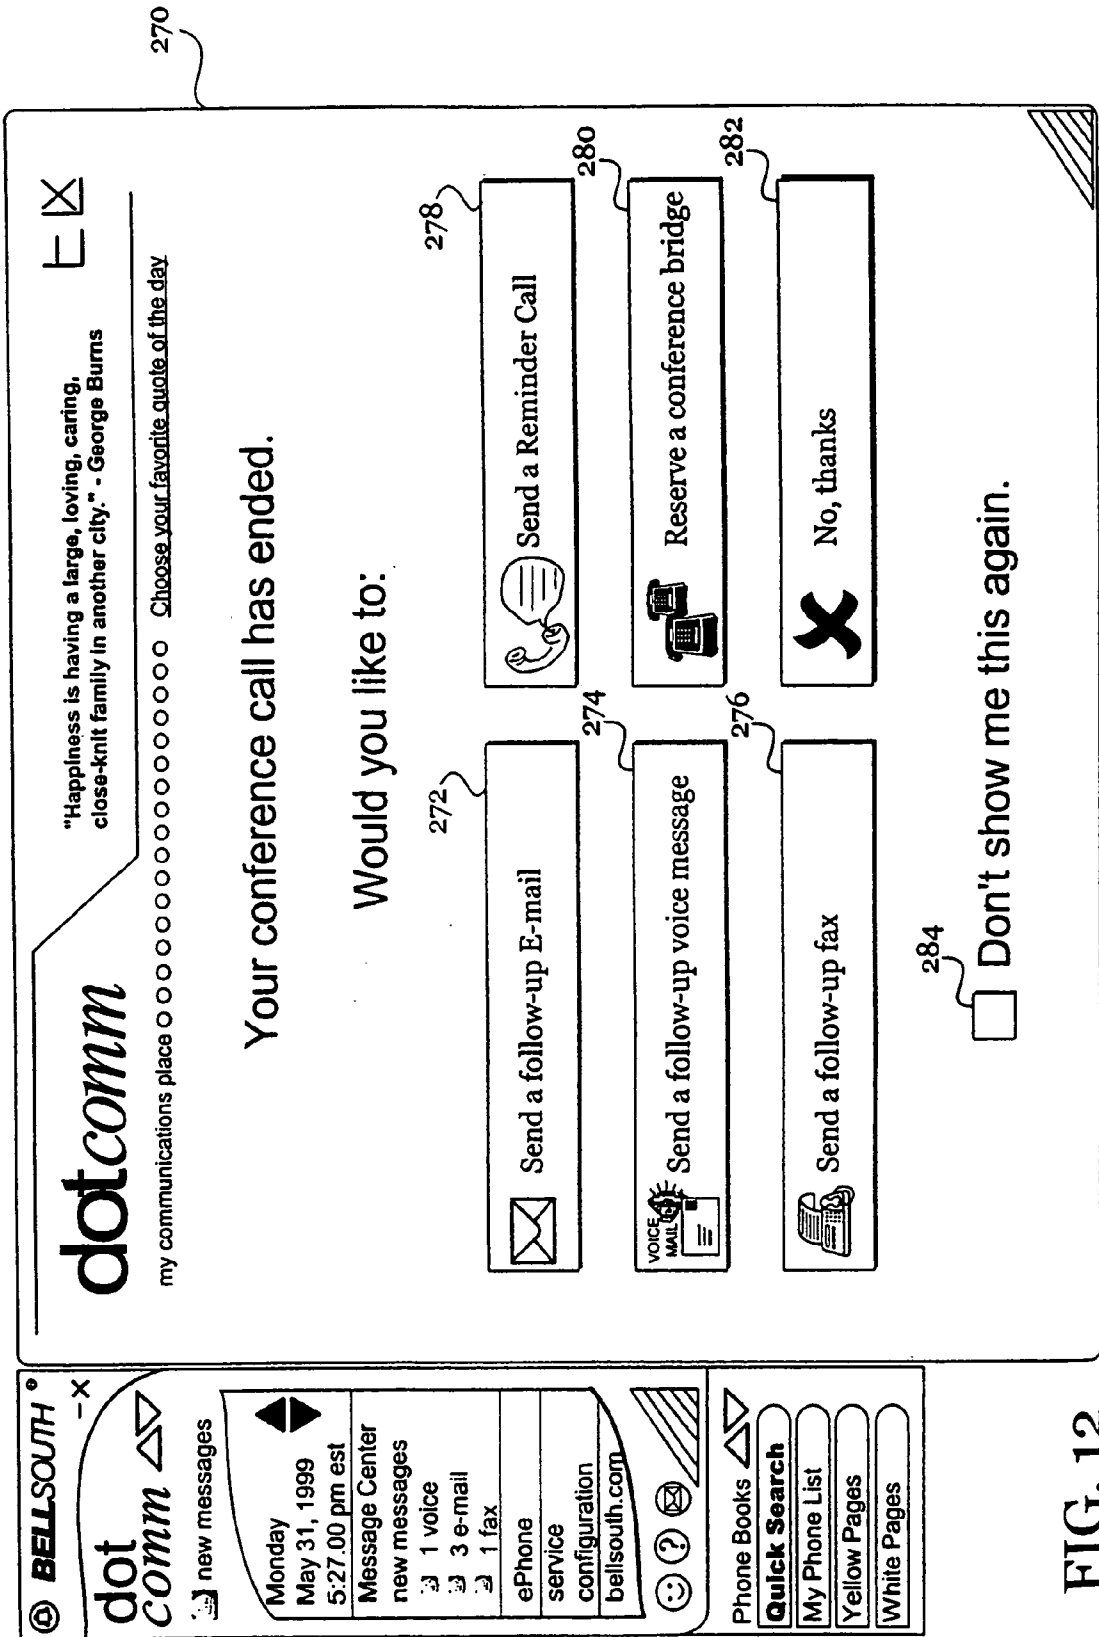 BELLSOUTH ®
-X
dot
comm
new messages
Monday
May 31, 1999
5:27.00 pm est
Message Center
new messages
1 voice
3 e-mail
1 fax
ePhone
service
configuration
bellsouth.com
?
Phone Books
Quick Search
My Phone List
Yellow Pages
White Pages
270
dotcomm
"Happiness is having a large, loving, caring,
close-knit family in another city." - George Burns
my communications place
Choose your favorite quote of the day
Your conference call has ended.
Would you like to:
272
Send a follow-up E-mail
278
Send a Reminder Call
274
VOICE
MAIL
Send a follow-up voice message
280
Reserve a conference bridge
276
Send a follow-up fax
282
No, thanks
284
Don't show me this again.
FIG. 12